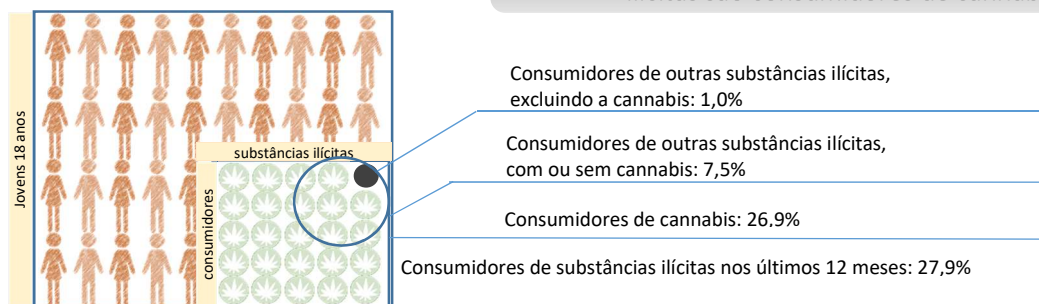 Jovens 18 anos
substâncias ilícitas
consumidores
Consumidores de outras substâncias ilícitas,
excluindo a cannabis: 1,0%
Consumidores de outras substâncias ilícitas,
com ou sem cannabis: 7,5%
Consumidores de cannabis: 26,9%
Consumidores de substâncias ilícitas nos últimos 12 meses: 27,9%